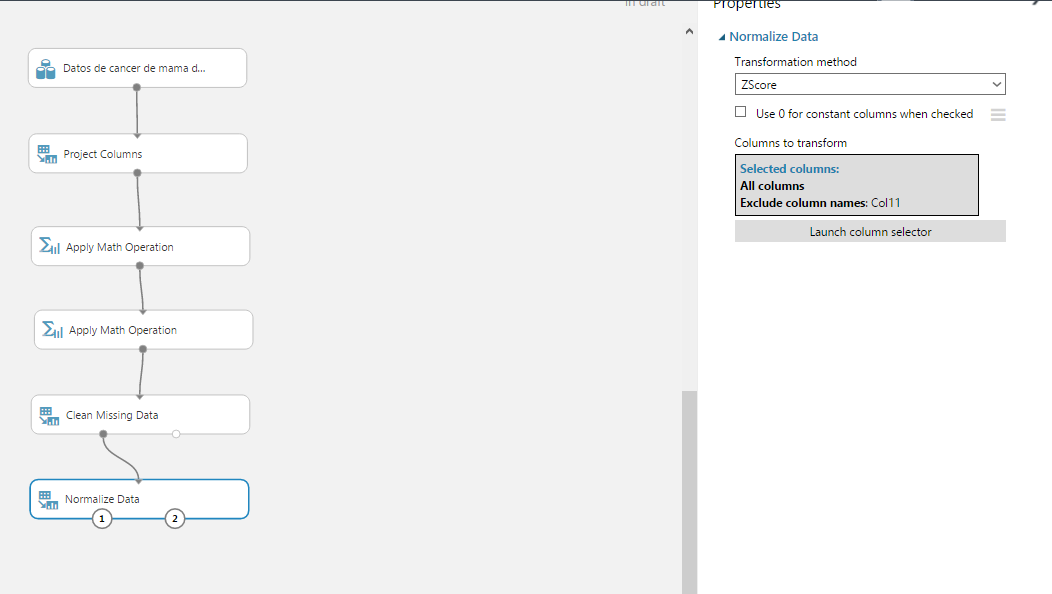 in draft
Properties
Datos de cancer de mama d...
Project Columns
Apply Math Operation
Apply Math Operation
Clean Missing Data
Normalize Data
1
2
Normalize Data
Transformation method
ZScore
Use 0 for constant columns when checked
Columns to transform
Selected columns:
All columns
Exclude column names: Col11
Launch column selector